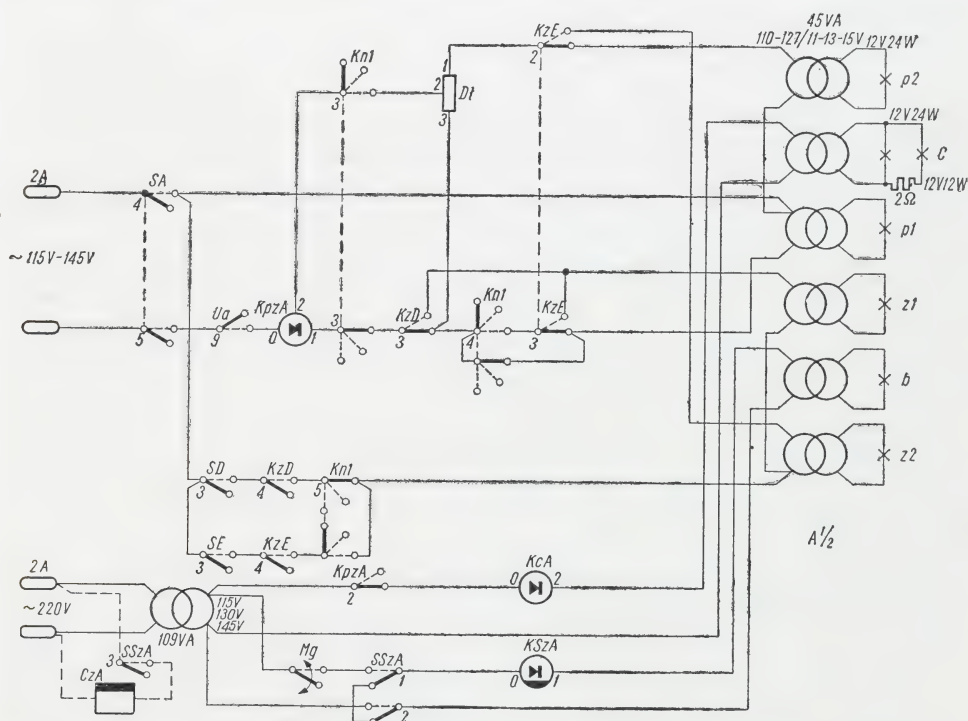 45VA
110-127/11-13-15V
12V 24W
p2
KzE
2
Kn1
3
1
2
3
Dł
12V 24W
C
2Ω
12V12W
2A
SA
4
p1
~115V-145V
z1
Ua
9
KpzA
2
0
1
5
3
KzD
3
Kn1
4
KzE
3
b
z2
SD
3
KzD
4
Kn1
5
A1/2
SE
3
KzE
4
2A
KpzA
2
KcA
0
2
~220V
115V
130V
145V
109VA
SSzA
3
CzA
Mg
SSzA
1
KSzA
0
1
2